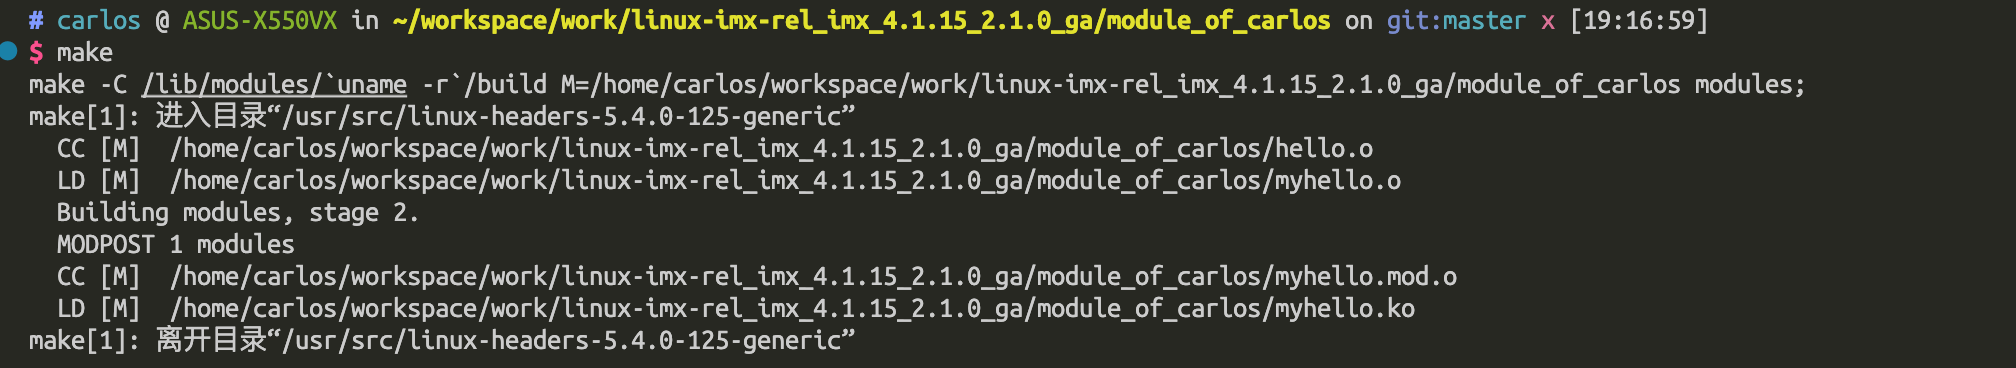 # carlos @ ASUS-X550VX in ~/workspace/work/linux-imx-rel_imx_4.1.15_2.1.0_ga/module_of_carlos on git:master x [19:16:59]
$ make
make -C /lib/modules/`uname -r`/build M=/home/carlos/workspace/work/linux-imx-rel_imx_4.1.15_2.1.0_ga/module_of_carlos modules;
make[1]: 进入目录“/usr/src/linux-headers-5.4.0-125-generic”
  CC [M]  /home/carlos/workspace/work/linux-imx-rel_imx_4.1.15_2.1.0_ga/module_of_carlos/hello.o
  LD [M]  /home/carlos/workspace/work/linux-imx-rel_imx_4.1.15_2.1.0_ga/module_of_carlos/myhello.o
  Building modules, stage 2.
  MODPOST 1 modules
  CC [M]  /home/carlos/workspace/work/linux-imx-rel_imx_4.1.15_2.1.0_ga/module_of_carlos/myhello.mod.o
  LD [M]  /home/carlos/workspace/work/linux-imx-rel_imx_4.1.15_2.1.0_ga/module_of_carlos/myhello.ko
make[1]: 离开目录“/usr/src/linux-headers-5.4.0-125-generic”